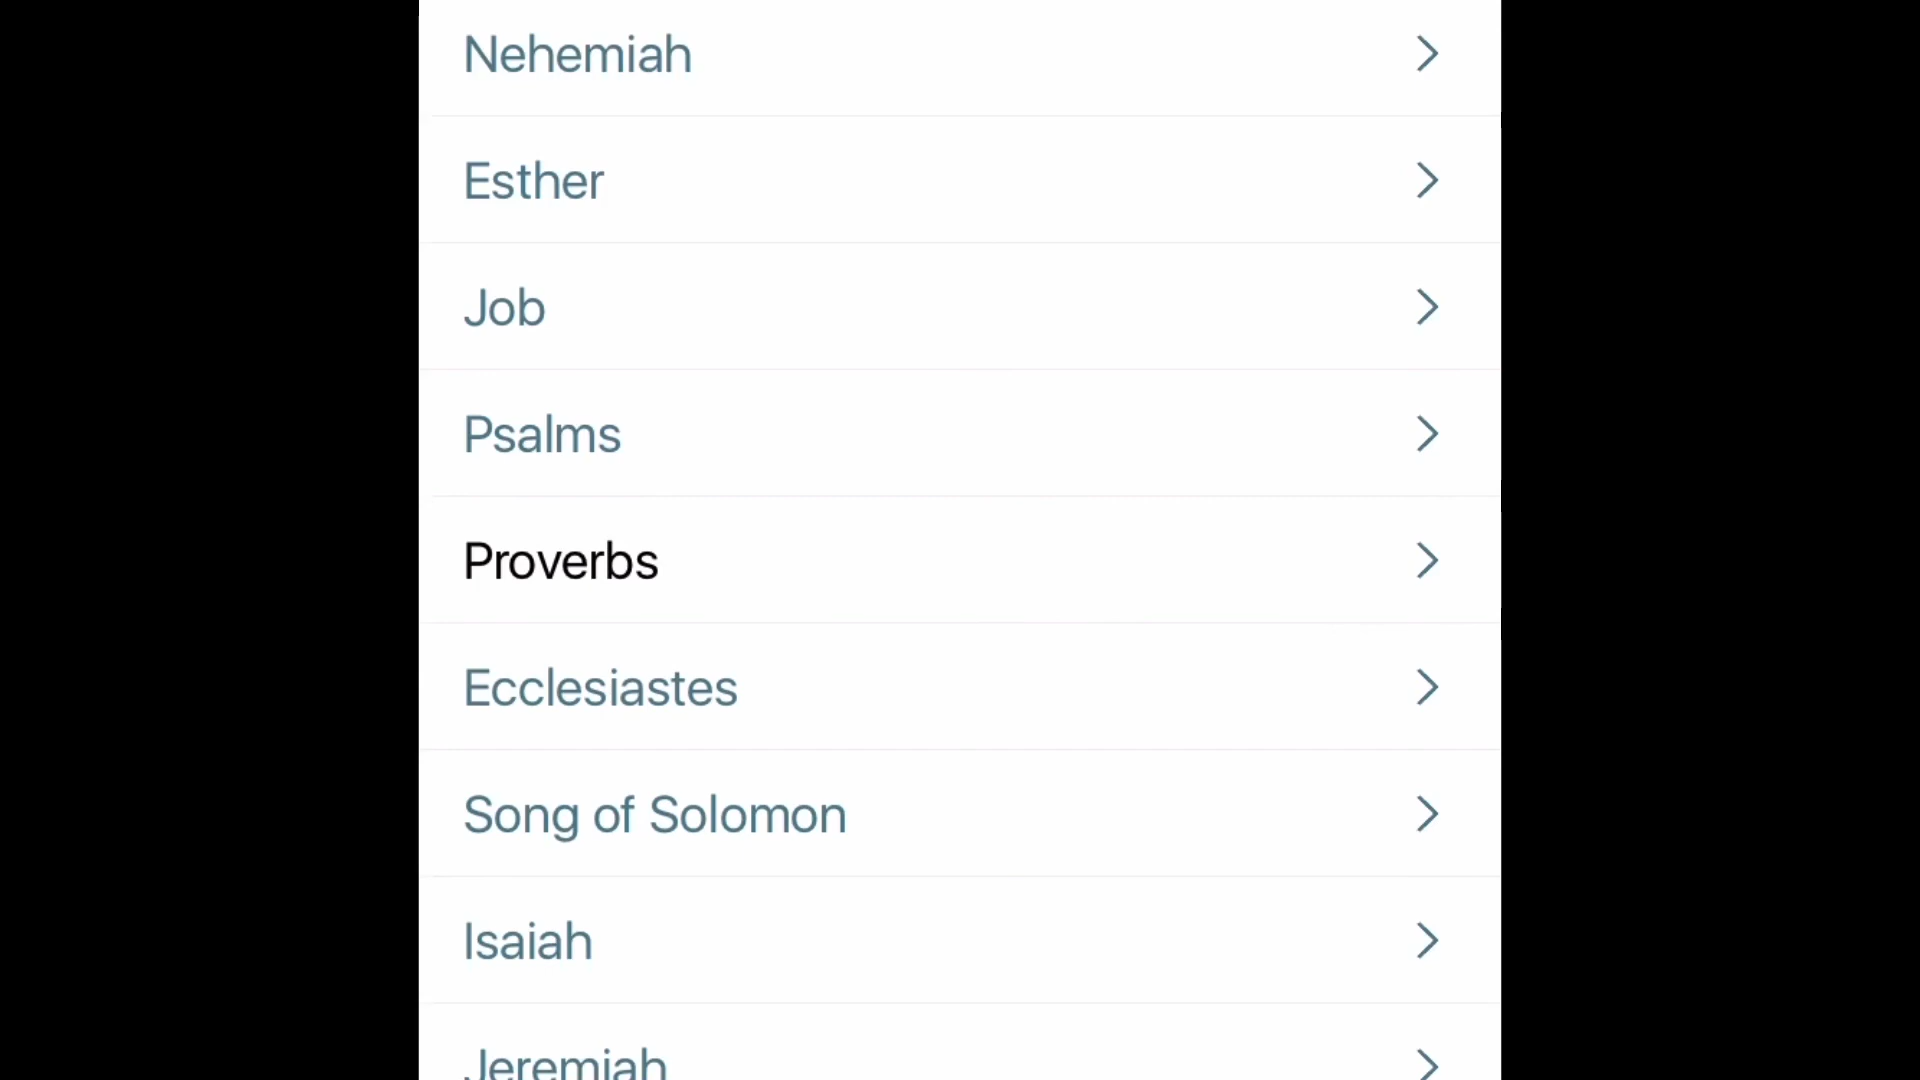 Nehemiah
Esther
Job
Psalms
Proverbs
Ecclesiastes
Song of Solomon
Isaiah
Jeremiah